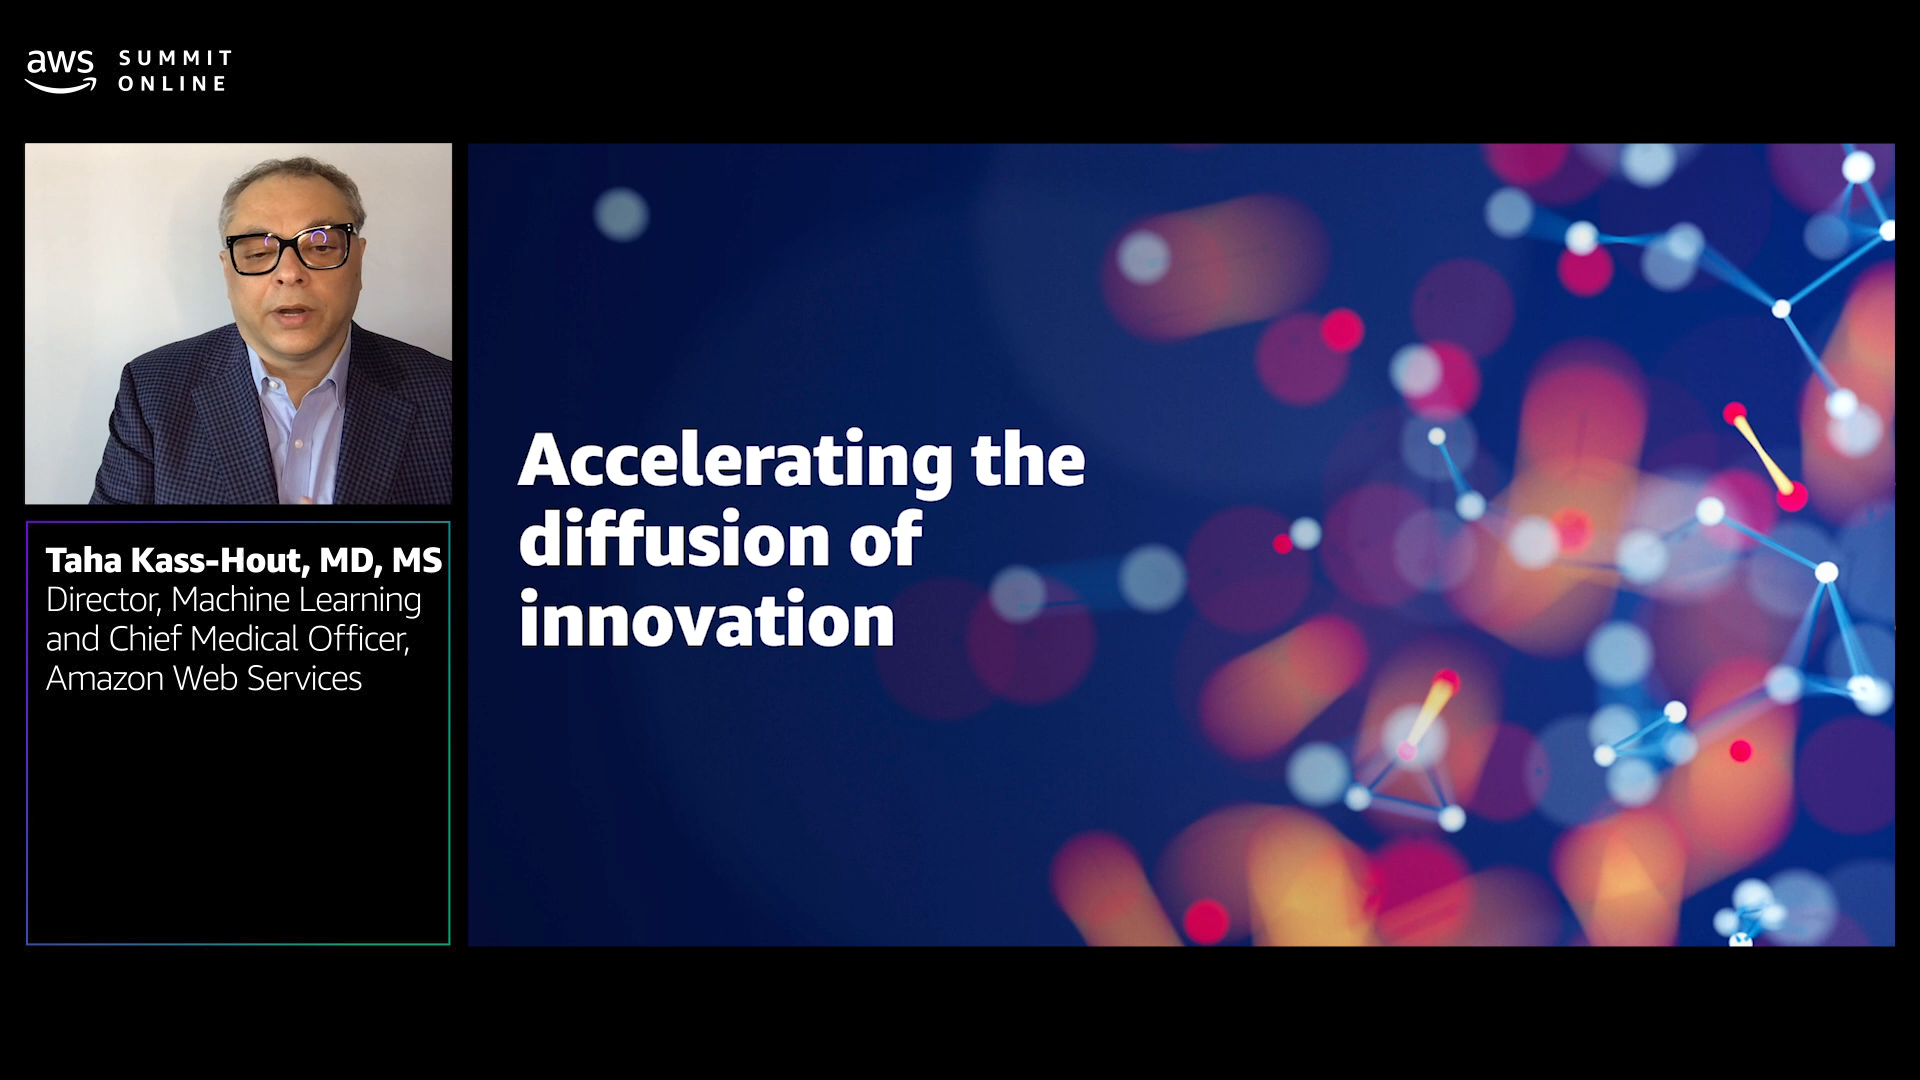 aws
SUMMIT
ONLINE
Taha Kass-Hout, MD, MS
Director, Machine Learning
and Chief Medical Officer,
Amazon Web Services
Accelerating the
diffusion of
innovation